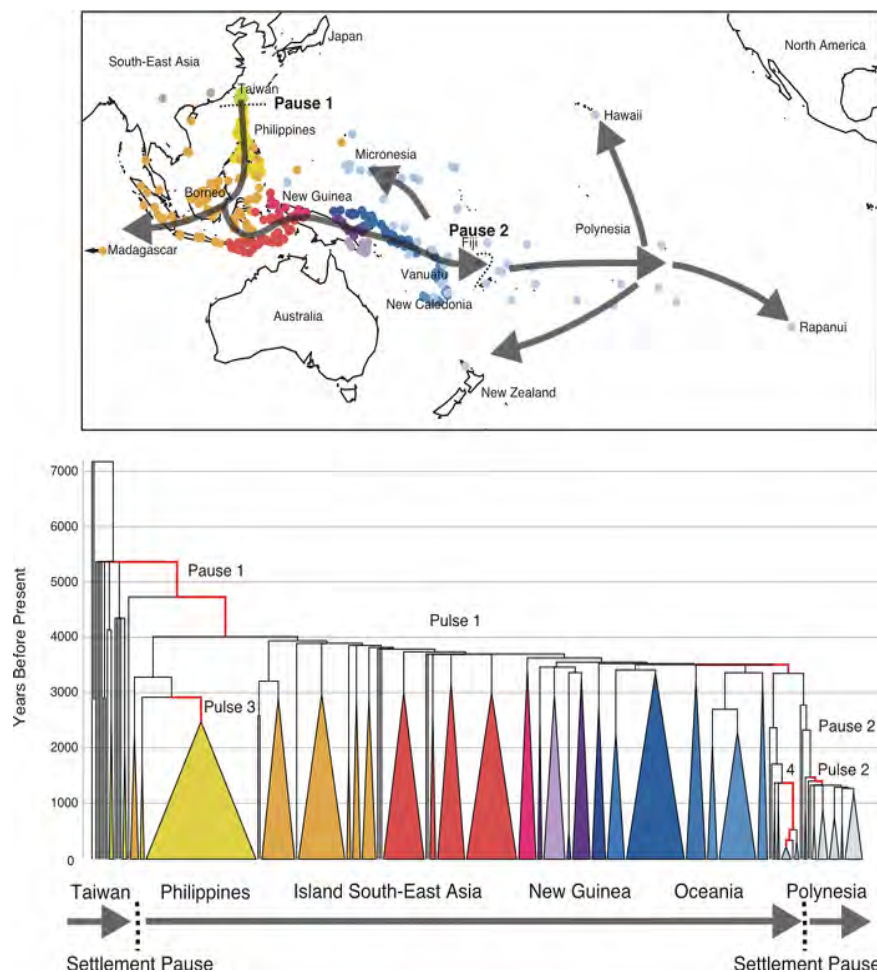 Japan
North America
South-East Asia
Taiwan
Pause 1
Hawaii
Philippines
Micronesia
Borneo
New Guinea
Pause 2
Polynesia
Fiji
Madagascar
Vanuatu
New Caledonia
Australia
Rapanui
New Zealand
7000
6000
Pause 1
5000
Pulse 1
4000
Years Before Present
3000
Pulse 3
Pause 2
2000
4
Pulse 2
1000
0
Taiwan Philippines Island South-East Asia New Guinea Oceania Polynesia
Settlement Pause Settlement Pause